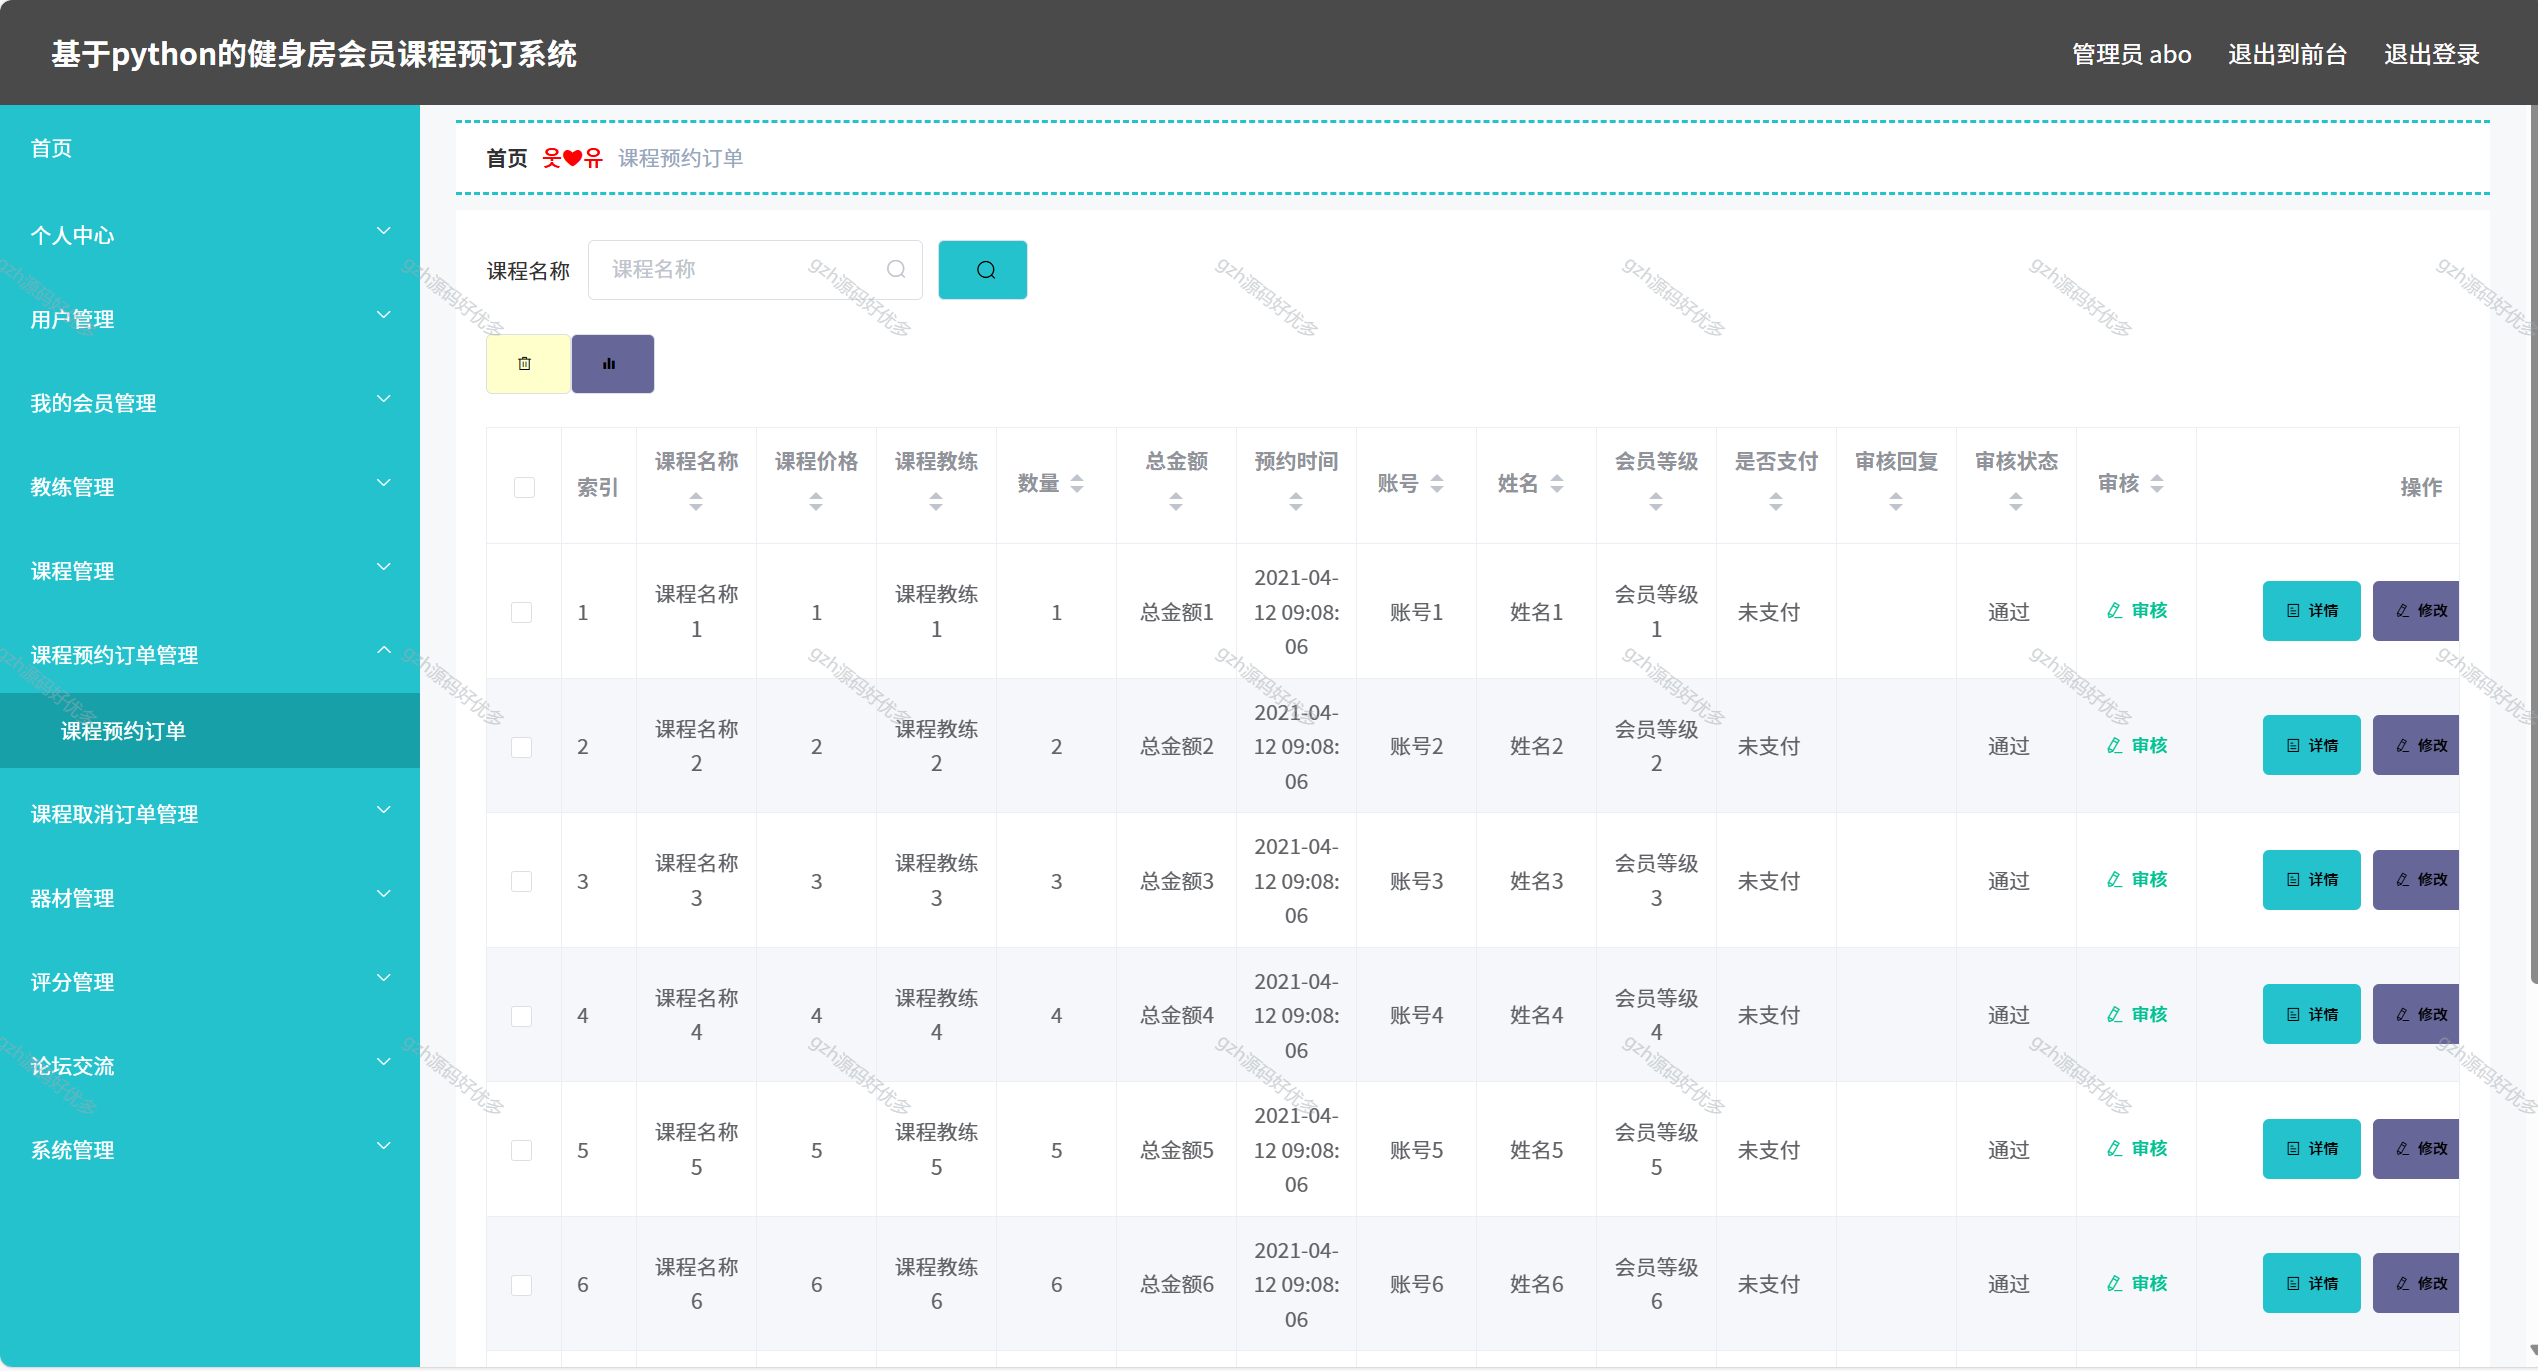 基于python的健身房会员课程预订系统
管理员 abo 退出到前台 退出登录
首页
个人中心
用户管理
我的会员管理
教练管理
课程管理
课程预约订单管理
课程预约订单
课程取消订单管理
器材管理
评分管理
论坛交流
系统管理
首页 웃❤유 课程预约订单
课程名称 课程名称
索引 课程名称 课程价格 课程教练 数量 总金额 预约时间 账号 姓名 会员等级 是否支付 审核回复 审核状态 审核 操作
1 课程名称1 1 课程教练1 1 总金额1 2021-04-12 09:08:06 账号1 姓名1 会员等级1 未支付 通过 审核 详情 修改
2 课程名称2 2 课程教练2 2 总金额2 2021-04-12 09:08:06 账号2 姓名2 会员等级2 未支付 通过 审核 详情 修改
3 课程名称3 3 课程教练3 3 总金额3 2021-04-12 09:08:06 账号3 姓名3 会员等级3 未支付 通过 审核 详情 修改
4 课程名称4 4 课程教练4 4 总金额4 2021-04-12 09:08:06 账号4 姓名4 会员等级4 未支付 通过 审核 详情 修改
5 课程名称5 5 课程教练5 5 总金额5 2021-04-12 09:08:06 账号5 姓名5 会员等级5 未支付 通过 审核 详情 修改
6 课程名称6 6 课程教练6 6 总金额6 2021-04-12 09:08:06 账号6 姓名6 会员等级6 未支付 通过 审核 详情 修改
gzh源码好优多